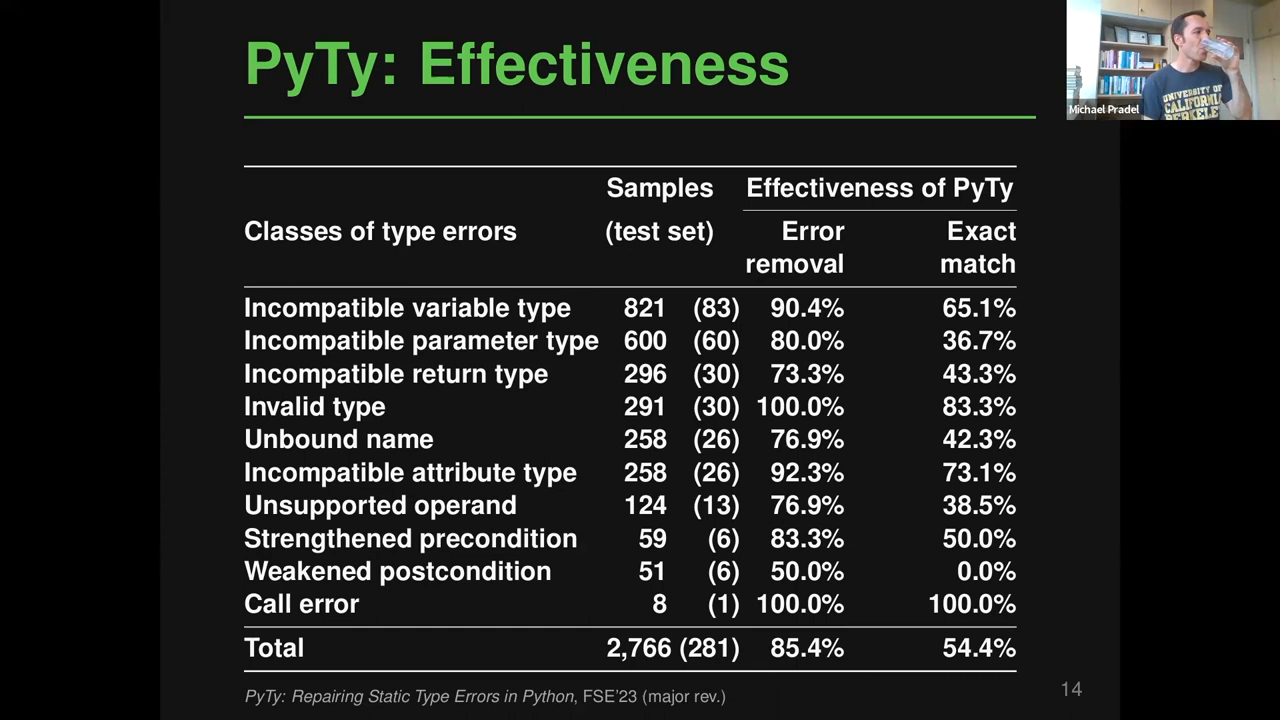 PyTy: Effectiveness
Michael Pradel
UNIVERSITY OF
CALIFORNIA
BERKELEY
Samples Effectiveness of PyTy
Classes of type errors (test set) Error Exact
removal match
Incompatible variable type 821 (83) 90.4% 65.1%
Incompatible parameter type 600 (60) 80.0% 36.7%
Incompatible return type 296 (30) 73.3% 43.3%
Invalid type 291 (30) 100.0% 83.3%
Unbound name 258 (26) 76.9% 42.3%
Incompatible attribute type 258 (26) 92.3% 73.1%
Unsupported operand 124 (13) 76.9% 38.5%
Strengthened precondition 59 (6) 83.3% 50.0%
Weakened postcondition 51 (6) 50.0% 0.0%
Call error 8 (1) 100.0% 100.0%
Total 2,766 (281) 85.4% 54.4%
PyTy: Repairing Static Type Errors in Python, FSE'23 (major rev.)
14